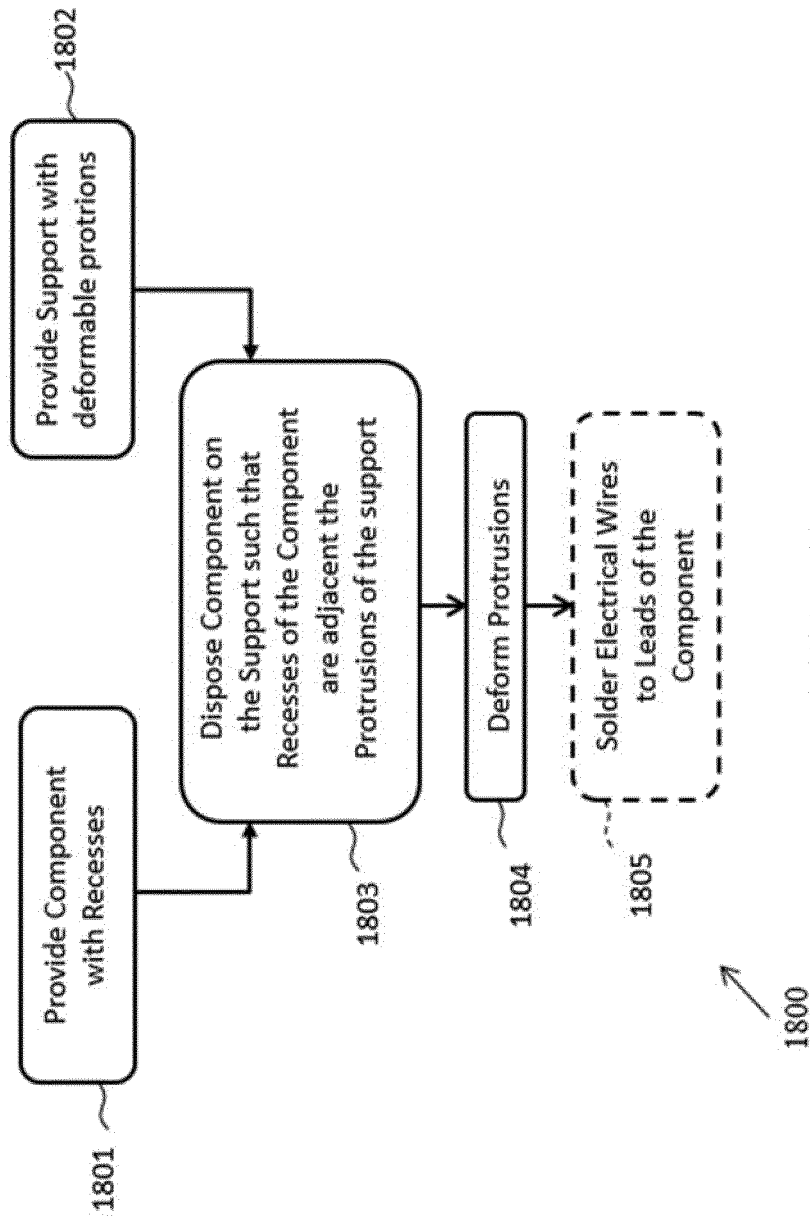 1801
Provide Component
with Recesses
1802
Provide Support with
deformable protrions
1803
Dispose Component on
the Support such that
Recesses of the Component
are adjacent the
Protrusions of the support
1804
Deform Protrusions
1805
Solder Electrical Wires
to Leads of the
Component
1800